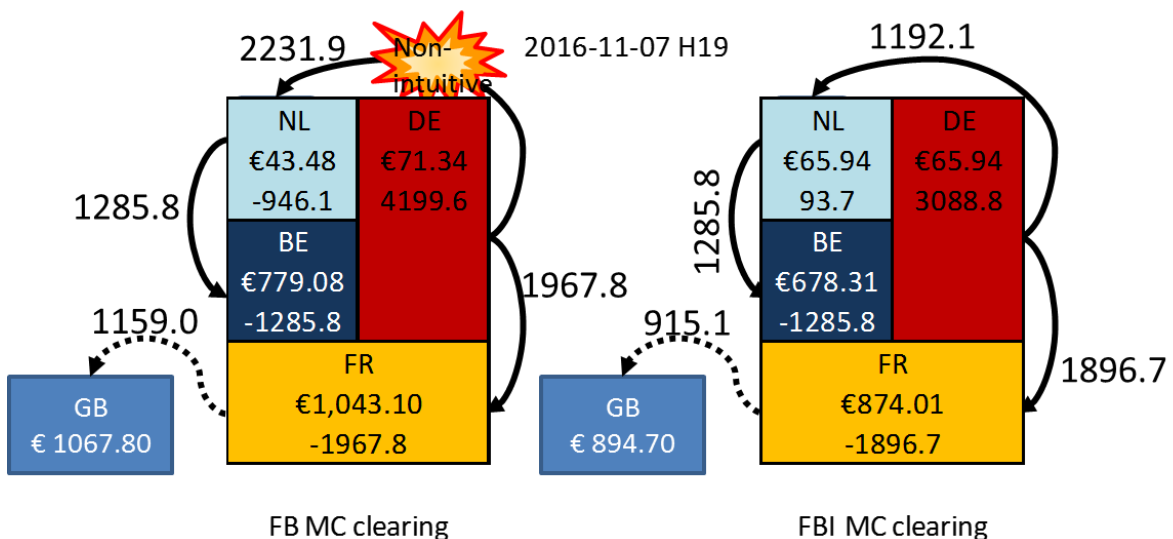 2231.9
Non-
intuitive
2016-11-07 H19
1192.1
NL
€43.48
-946.1
DE
€71.34
4199.6
1285.8
BE
€779.08
-1285.8
1967.8
1159.0
GB
€ 1067.80
FR
€1,043.10
-1967.8
FB MC clearing
NL
€65.94
93.7
DE
€65.94
3088.8
1285.8
BE
€678.31
-1285.8
915.1
1896.7
GB
€ 894.70
FR
€874.01
-1896.7
FBI MC clearing